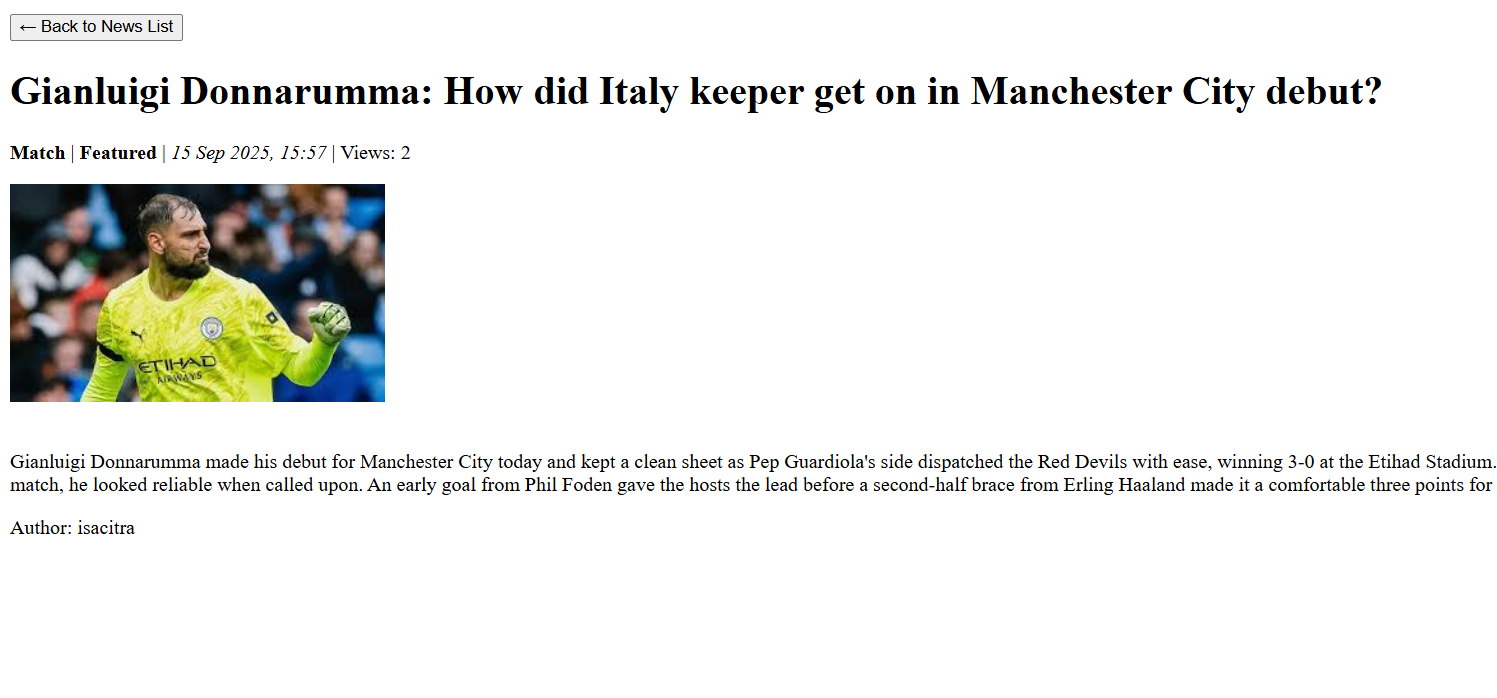 ← Back to News List
Gianluigi Donnarumma: How did Italy keeper get on in Manchester City debut?
Match | Featured | 15 Sep 2025, 15:57 | Views: 2
ETIHAD
AIRWAYS
Gianluigi Donnarumma made his debut for Manchester City today and kept a clean sheet as Pep Guardiola's side dispatched the Red Devils with ease, winning 3-0 at the Etihad Stadium.
match, he looked reliable when called upon. An early goal from Phil Foden gave the hosts the lead before a second-half brace from Erling Haaland made it a comfortable three points for
Author: isacitra